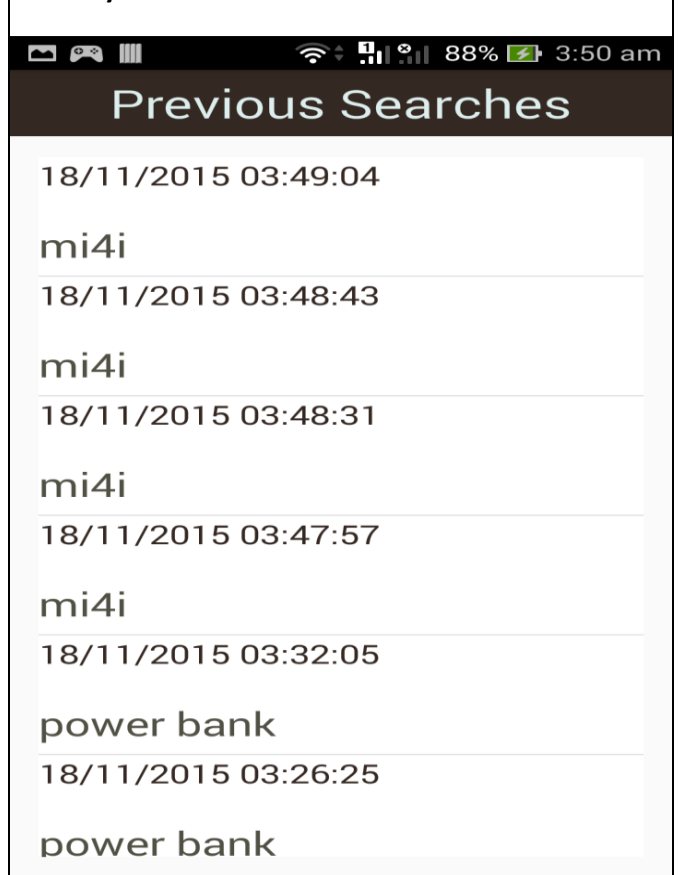 1
88%
3:50 am
Previous Searches
18/11/2015 03:49:04
mi4i
18/11/2015 03:48:43
mi4i
18/11/2015 03:48:31
mi4i
18/11/2015 03:47:57
mi4i
18/11/2015 03:32:05
power bank
18/11/2015 03:26:25
power bank